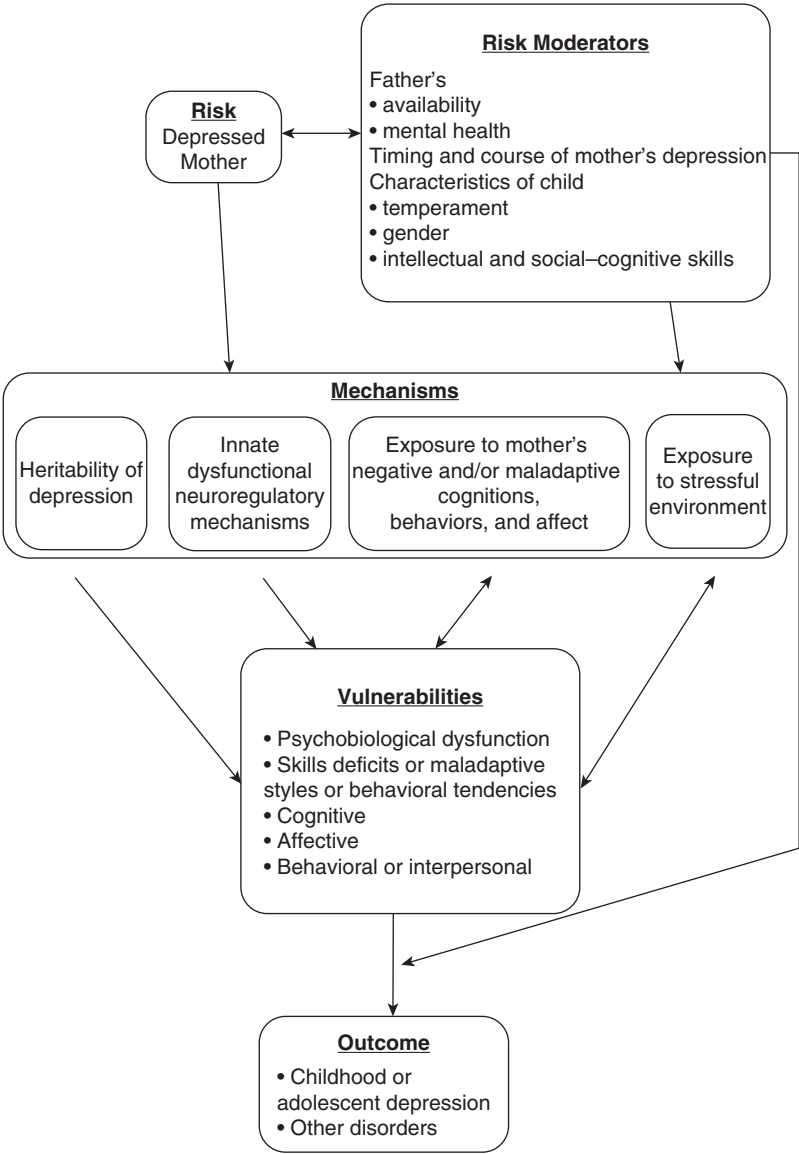 Risk
Depressed
Mother
Risk Moderators
Father's
• availability
• mental health
Timing and course of mother's depression
Characteristics of child
• temperament
• gender
• intellectual and social–cognitive skills
Mechanisms
Heritability of
depression
Innate
dysfunctional
neuroregulatory
mechanisms
Exposure to mother's
negative and/or maladaptive
cognitions,
behaviors, and affect
Exposure
to stressful
environment
Vulnerabilities
• Psychobiological dysfunction
• Skills deficits or maladaptive
styles or behavioral tendencies
• Cognitive
• Affective
• Behavioral or interpersonal
Outcome
• Childhood or
adolescent depression
• Other disorders